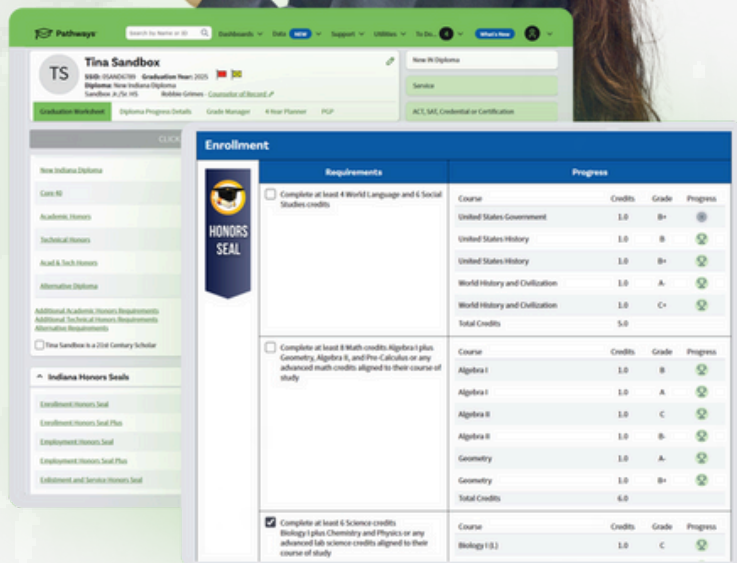 Pathways
Search by Name or ID
Dashboards
Data NEW
Support
Utilities
To Do...
What's New
TS
Tina Sandbox
Graduation Year: 2025
Diploma: New Indiana Diploma
Sandbox Jr./Sr. HS
Robbie Grimes - Counselor of Record
New IN Diploma
Service
ACT, SAT, Credential or Certification
Graduation Worksheet
Diploma Progress Details
Grade Manager
4 Year Planner
PGP
CLICK
New Indiana Diploma
Core 40
Academic Honors
Technical Honors
Acad & Tech Honors
Alternative Diploma
Additional Academic Honors Requirements
Additional Technical Honors Requirements
Alternative Requirements
Tina Sandbox is a 21st Century Scholar
Indiana Honors Seals
Enrollment Honors Seal
Enrollment Honors Seal Plus
Employment Honors Seal
Employment Honors Seal Plus
Enlistment and Service Honors Seal
Enrollment
HONORS
SEAL
Requirements
Progress
Complete at least 4 World Language and 6 Social
Studies credits
Course Credits Grade Progress
United States Government 1.0 B+
United States History 1.0 B
United States History 1.0 B+
World History and Civilization 1.0 A-
World History and Civilization 1.0 C+
Total Credits 5.0
Complete at least 8 Math credits Algebra I plus
Geometry, Algebra II, and Pre-Calculus or any
advanced math credits aligned to their course of
study
Course Credits Grade Progress
Algebra I 1.0 B
Algebra I 1.0 A
Algebra II 1.0 C
Algebra II 1.0 B-
Geometry 1.0 A-
Geometry 1.0 B+
Total Credits 6.0
Complete at least 6 Science credits
Biology I plus Chemistry and Physics or any
advanced lab science credits aligned to their
course of study
Course Credits Grade Progress
Biology I (L) 1.0 C